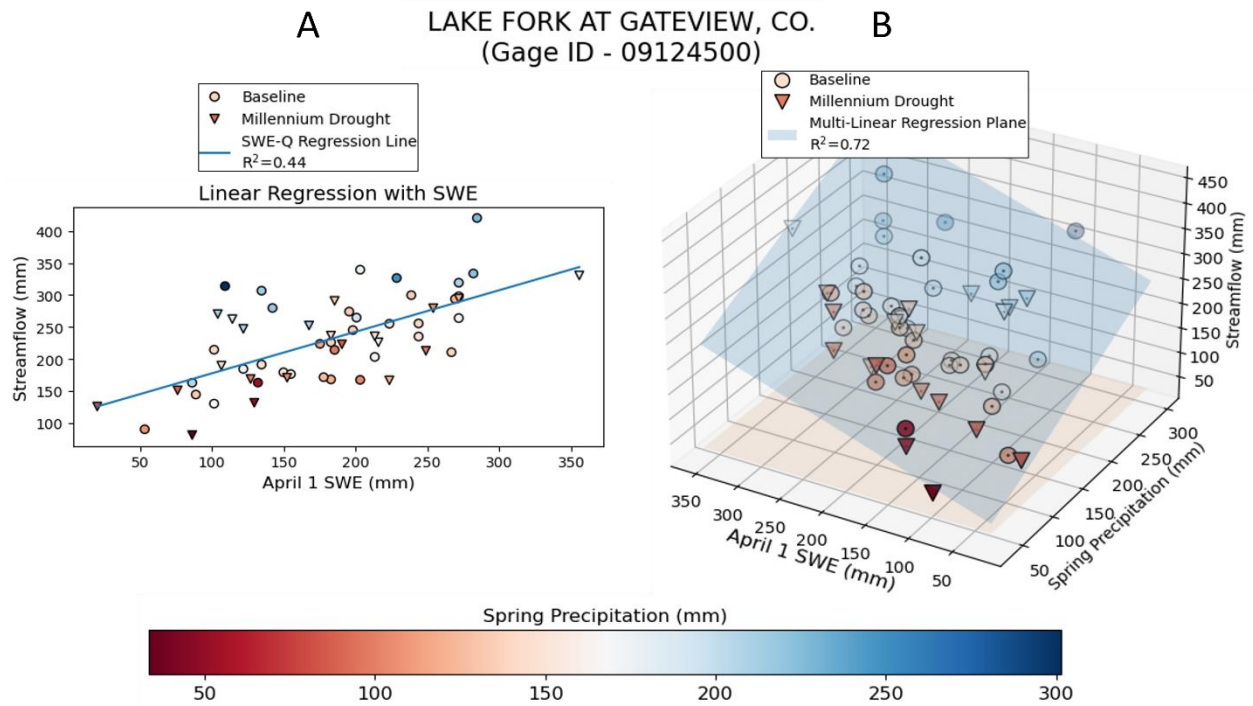 A
LAKE FORK AT GATEVIEW, CO.
B
(Gage ID - 09124500)
Baseline
Millennium Drought
SWE-Q Regression Line
R²=0.44
Linear Regression with SWE
400
350
300
250
200
150
100
Streamflow (mm)
50
100
150
200
250
300
350
April 1 SWE (mm)
Baseline
Millennium Drought
Multi-Linear Regression Plane
R²=0.72
450
400
350
300
250
200
150
100
50
Streamflow (mm)
350
300
250
200
150
100
50
April 1 SWE (mm)
300
250
200
150
100
50
Spring Precipitation (mm)
Spring Precipitation (mm)
50
100
150
200
250
300